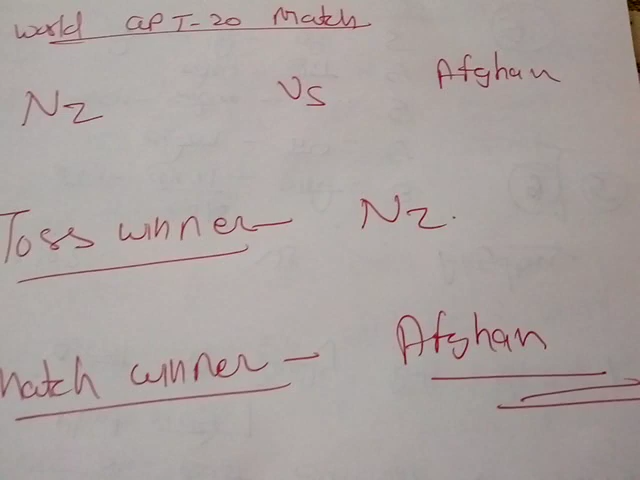 World cup T-20 Match
NZ Vs Afghan
Toss winner - NZ.
Match winner - Afghan